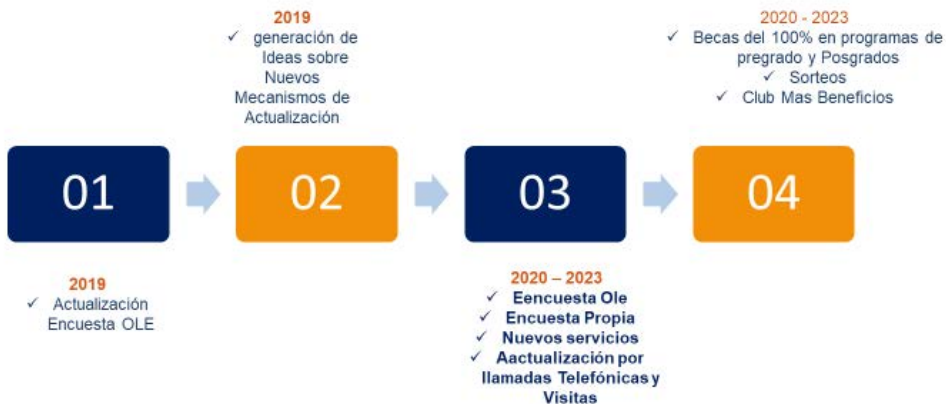 2019
✓ generación de
Ideas sobre
Nuevos
Mecanismos de
Actualización
2020 - 2023
✓ Becas del 100% en programas de
pregrado y Posgrados
✓ Sorteos
✓ Club Mas Beneficios
01
02
03
04
2019
✓ Actualización
Encuesta OLE
2020 – 2023
✓ Eencuesta Ole
✓ Encuesta Propia
✓ Nuevos servicios
✓ Aactualización por
llamadas Telefónicas y
Visitas